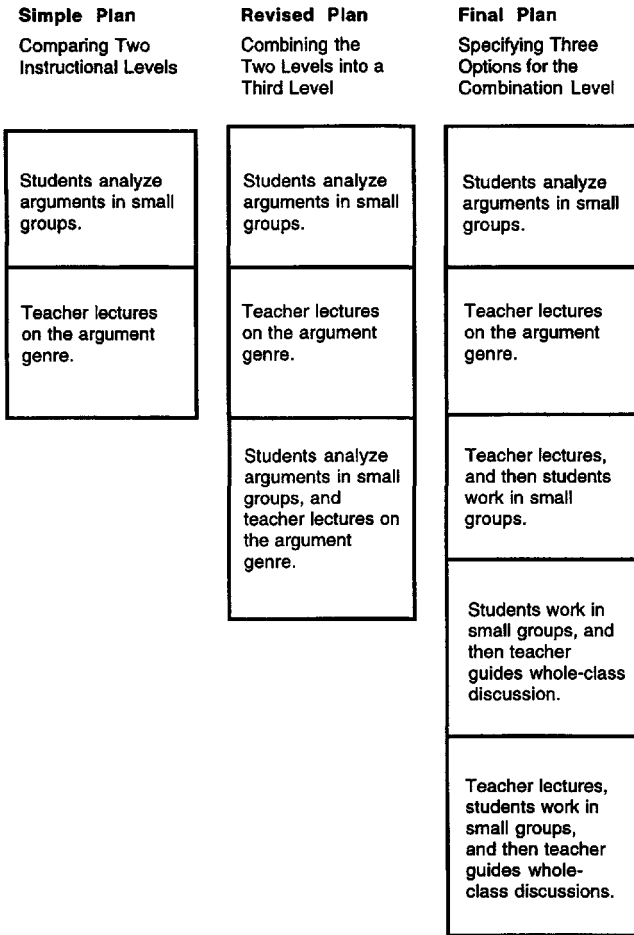 Simple Plan
Comparing Two
Instructional Levels
Students analyze
arguments in small
groups.
Teacher lectures
on the argument
genre.
Revised Plan
Combining the
Two Levels into a
Third Level
Students analyze
arguments in small
groups.
Teacher lectures
on the argument
genre.
Students analyze
arguments in small
groups, and
teacher lectures on
the argument
genre.
Final Plan
Specifying Three
Options for the
Combination Level
Students analyze
arguments in small
groups.
Teacher lectures
on the argument
genre.
Teacher lectures,
and then students
work in small
groups.
Students work in
small groups, and
then teacher
guides whole-class
discussion.
Teacher lectures,
students work in
small groups,
and then teacher
guides whole-
class discussions.